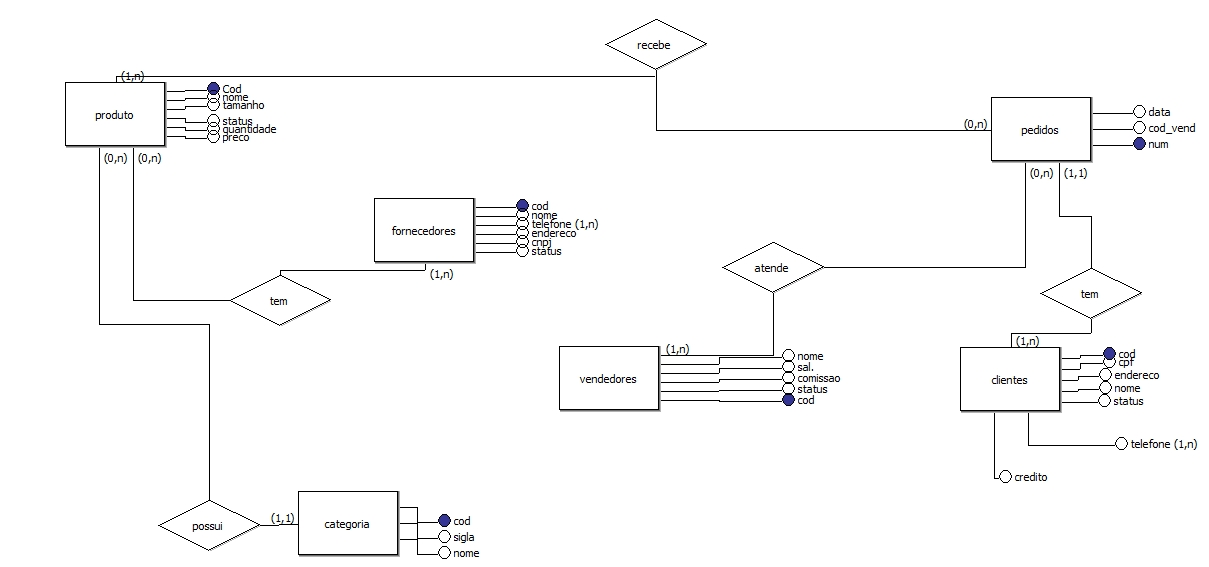 recebe
(1,n)
produto
Cod
nome
tamanho
status
quantidade
preco
(0,n)
(0,n)
(0,n)
pedidos
data
cod_vend
num
(0,n)
(1,1)
fornecedores
cod
nome
telefone (1,n)
endereco
cnpj
status
(1,n)
tem
atende
tem
(1,n)
vendedores
nome
sal.
comissao
status
cod
(1,n)
clientes
cod
cpf
endereco
nome
status
telefone (1,n)
credito
possui
(1,1)
categoria
cod
sigla
nome